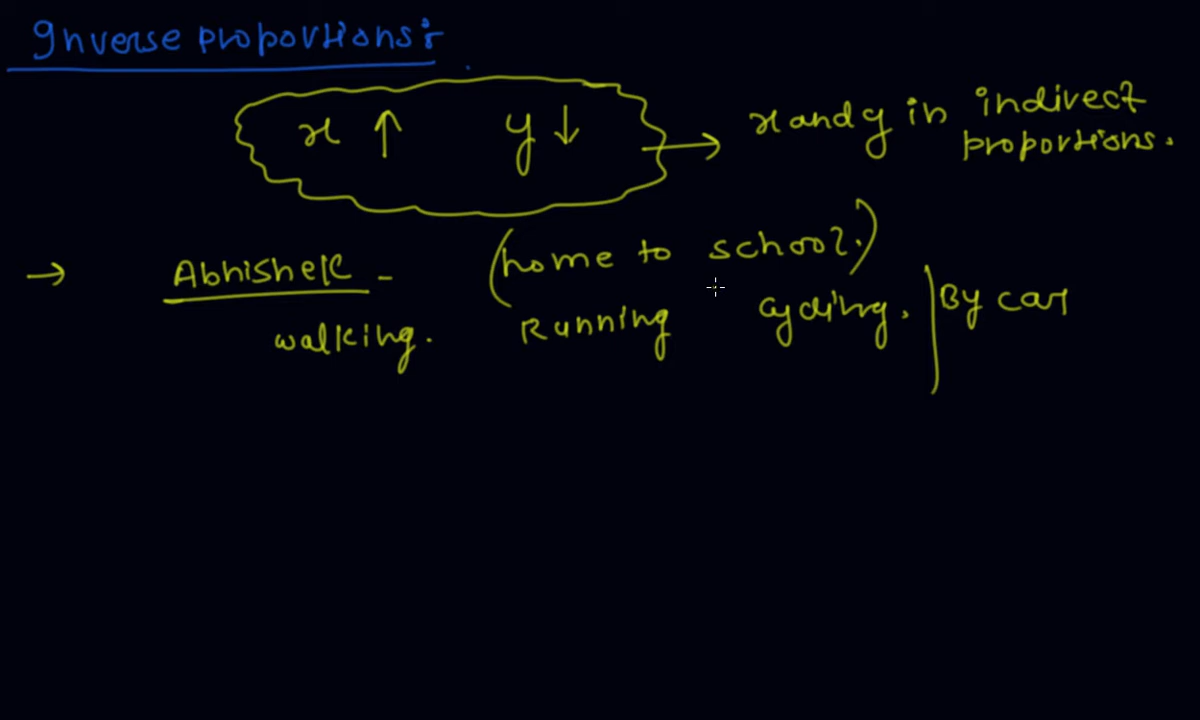 Inverse proportions:
x ↑ y ↓ → x and y in indirect
proportions.
→ Abhishek - (home to school.)
walking. Running cycling. | By car